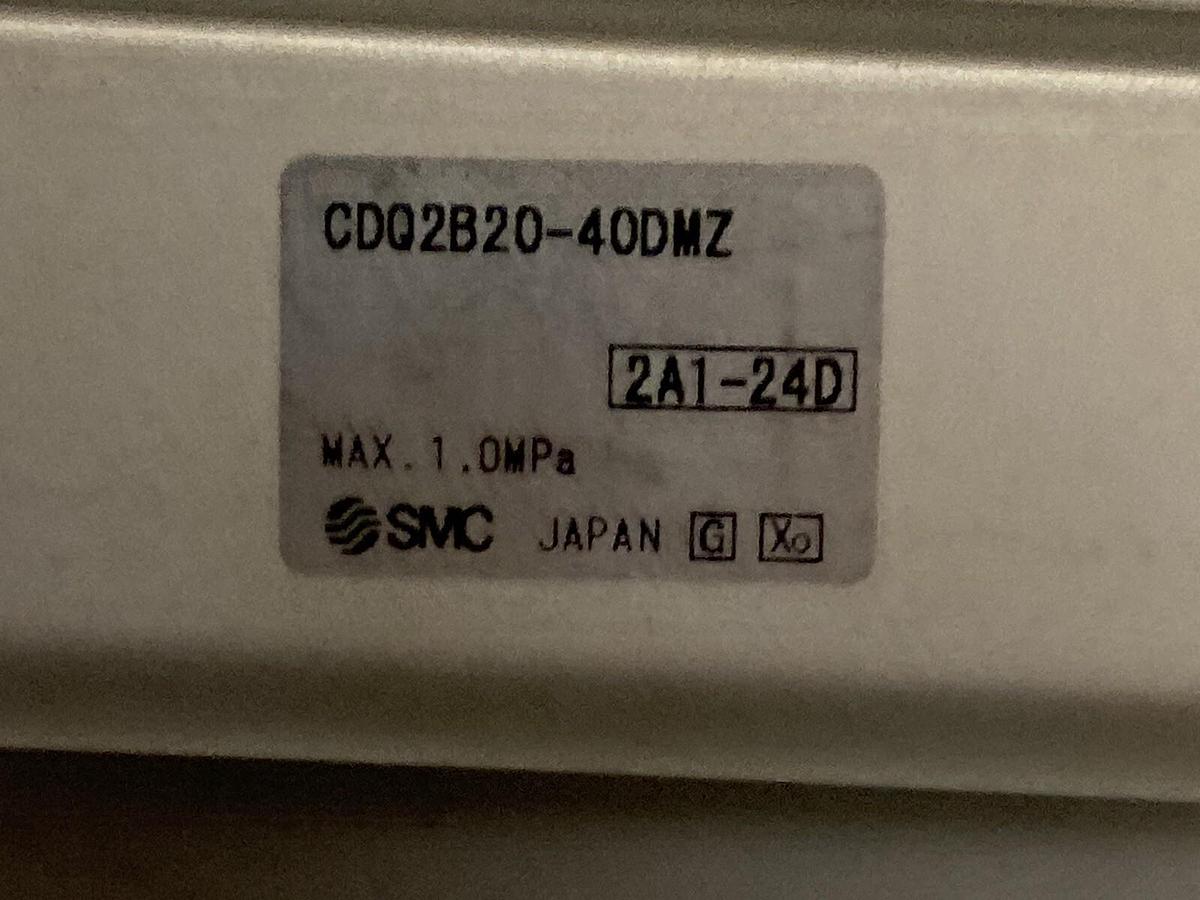 CDQ2B20-40DMZ
2A1-24D
MAX.1.0MPa
SMC JAPAN G Xo